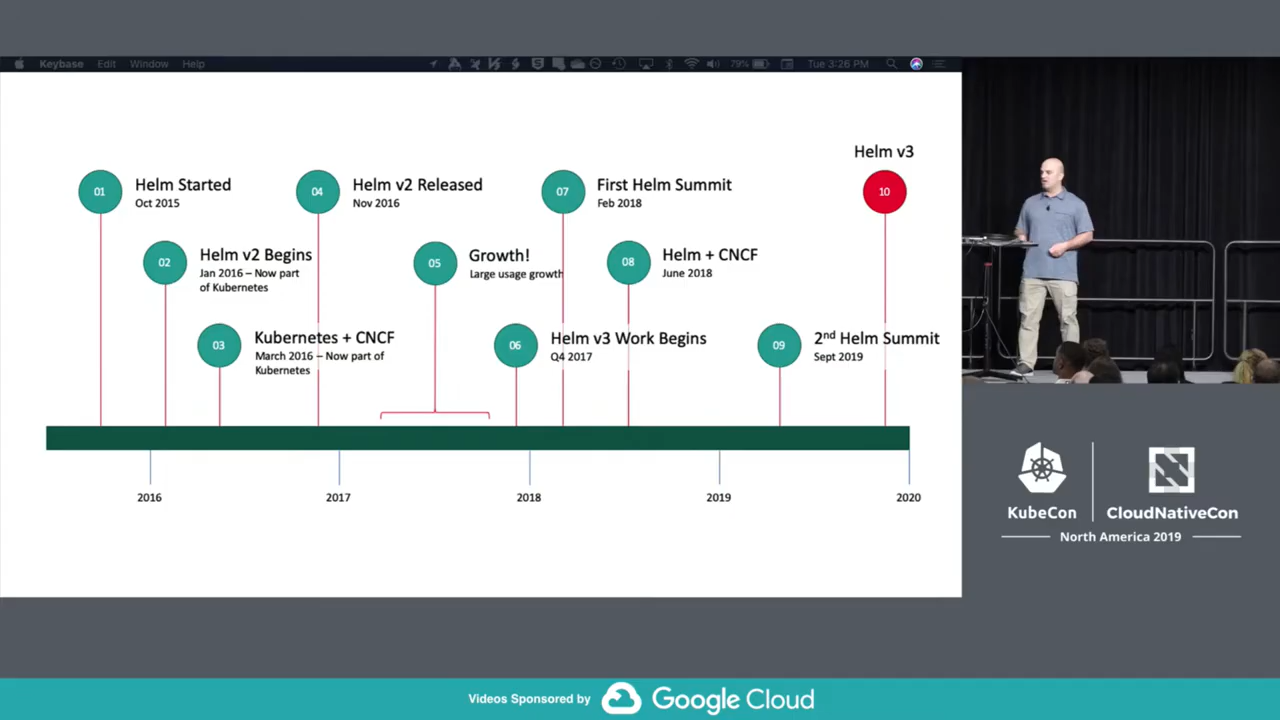 Keybase Edit Window Help 79% Tue 3:26 PM
Helm v3
01 Helm Started
Oct 2015
04 Helm v2 Released
Nov 2016
07 First Helm Summit
Feb 2018
10
02 Helm v2 Begins
Jan 2016 – Now part
of Kubernetes
05 Growth!
Large usage growth
08 Helm + CNCF
June 2018
03 Kubernetes + CNCF
March 2016 – Now part of
Kubernetes
06 Helm v3 Work Begins
Q4 2017
09 2nd Helm Summit
Sept 2019
2016 2017 2018 2019 2020
KubeCon CloudNativeCon
North America 2019
Videos Sponsored by Google Cloud